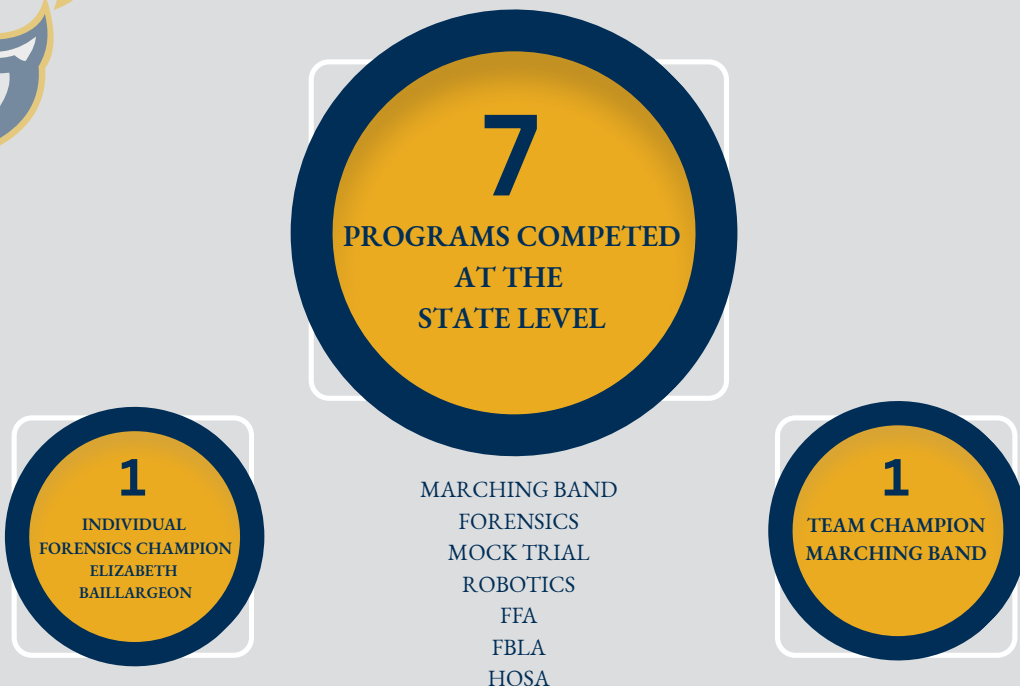 7
PROGRAMS COMPETED
AT THE
STATE LEVEL
1
INDIVIDUAL
FORENSICS CHAMPION
ELIZABETH
BAILLARGEON
MARCHING BAND
FORENSICS
MOCK TRIAL
ROBOTICS
FFA
FBLA
HOSA
1
TEAM CHAMPION
MARCHING BAND